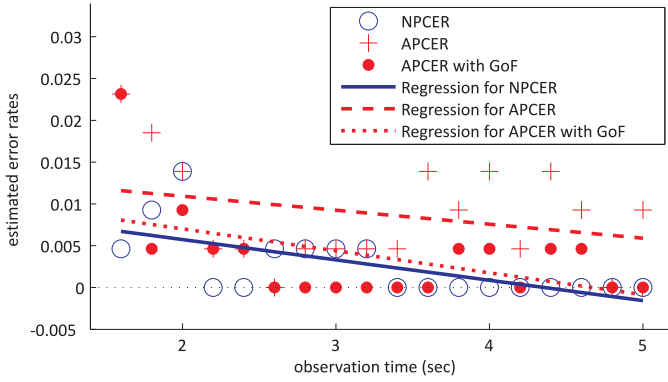 NPCER
APCER
APCER with GoF
Regression for NPCER
Regression for APCER
Regression for APCER with GoF
0.03
0.025
0.02
0.015
0.01
0.005
0
-0.005
estimated error rates
2
3
4
5
observation time (sec)